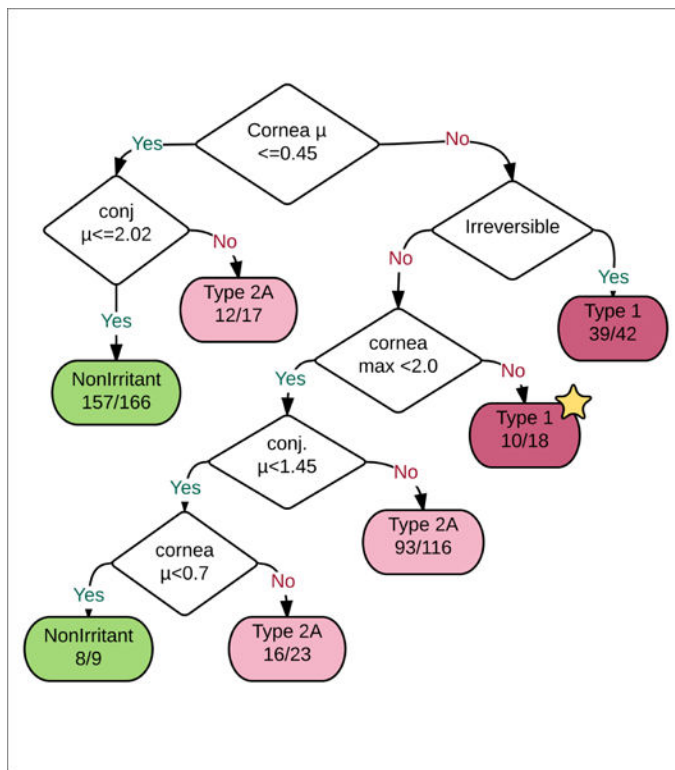 Cornea µ
<=0.45
Yes
No
conj
µ<=2.02
Irreversible
No
No
Yes
Type 2A
12/17
Type 1
39/42
Yes
cornea
max <2.0
NonIrritant
157/166
Yes
No
Type 1
10/18
conj.
µ<1.45
Yes
No
Type 2A
93/116
cornea
µ<0.7
Yes
No
NonIrritant
8/9
Type 2A
16/23